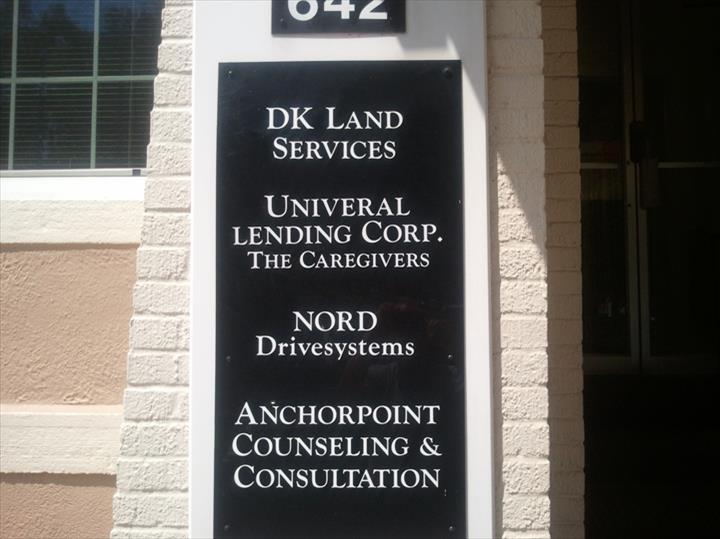 642
DK LAND
SERVICES
UNIVERAL
LENDING CORP.
THE CAREGIVERS
NORD
Drivesystems
ANCHORPOINT
COUNSELING &
CONSULTATION